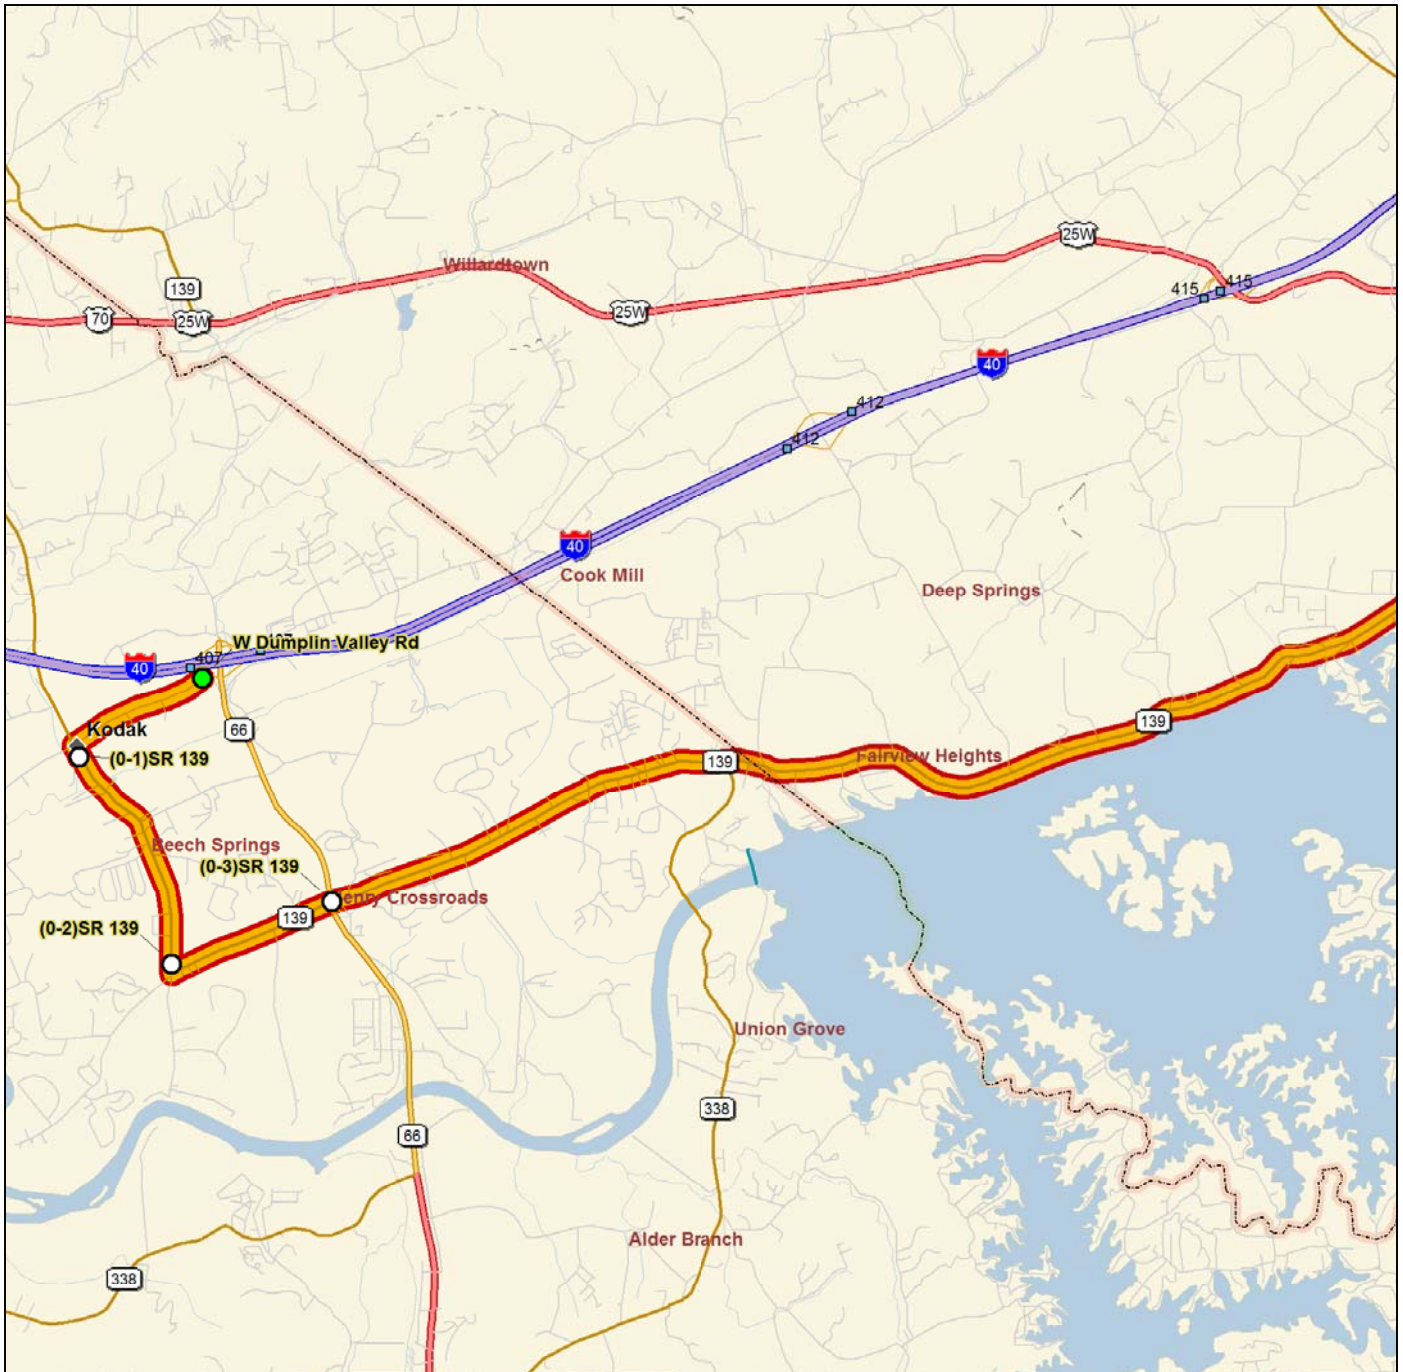 25W
Willardtown
139
415
415
70
25W
25W
40
412
412
40
Cook Mill
Deep Springs
W Dumplin Valley Rd
407
40
Kodak
66
139
(0-1)SR 139
139
Fairview Heights
Beech Springs
(0-3)SR 139
Crossroads
139
(0-2)SR 139
Union Grove
338
66
Alder Branch
338